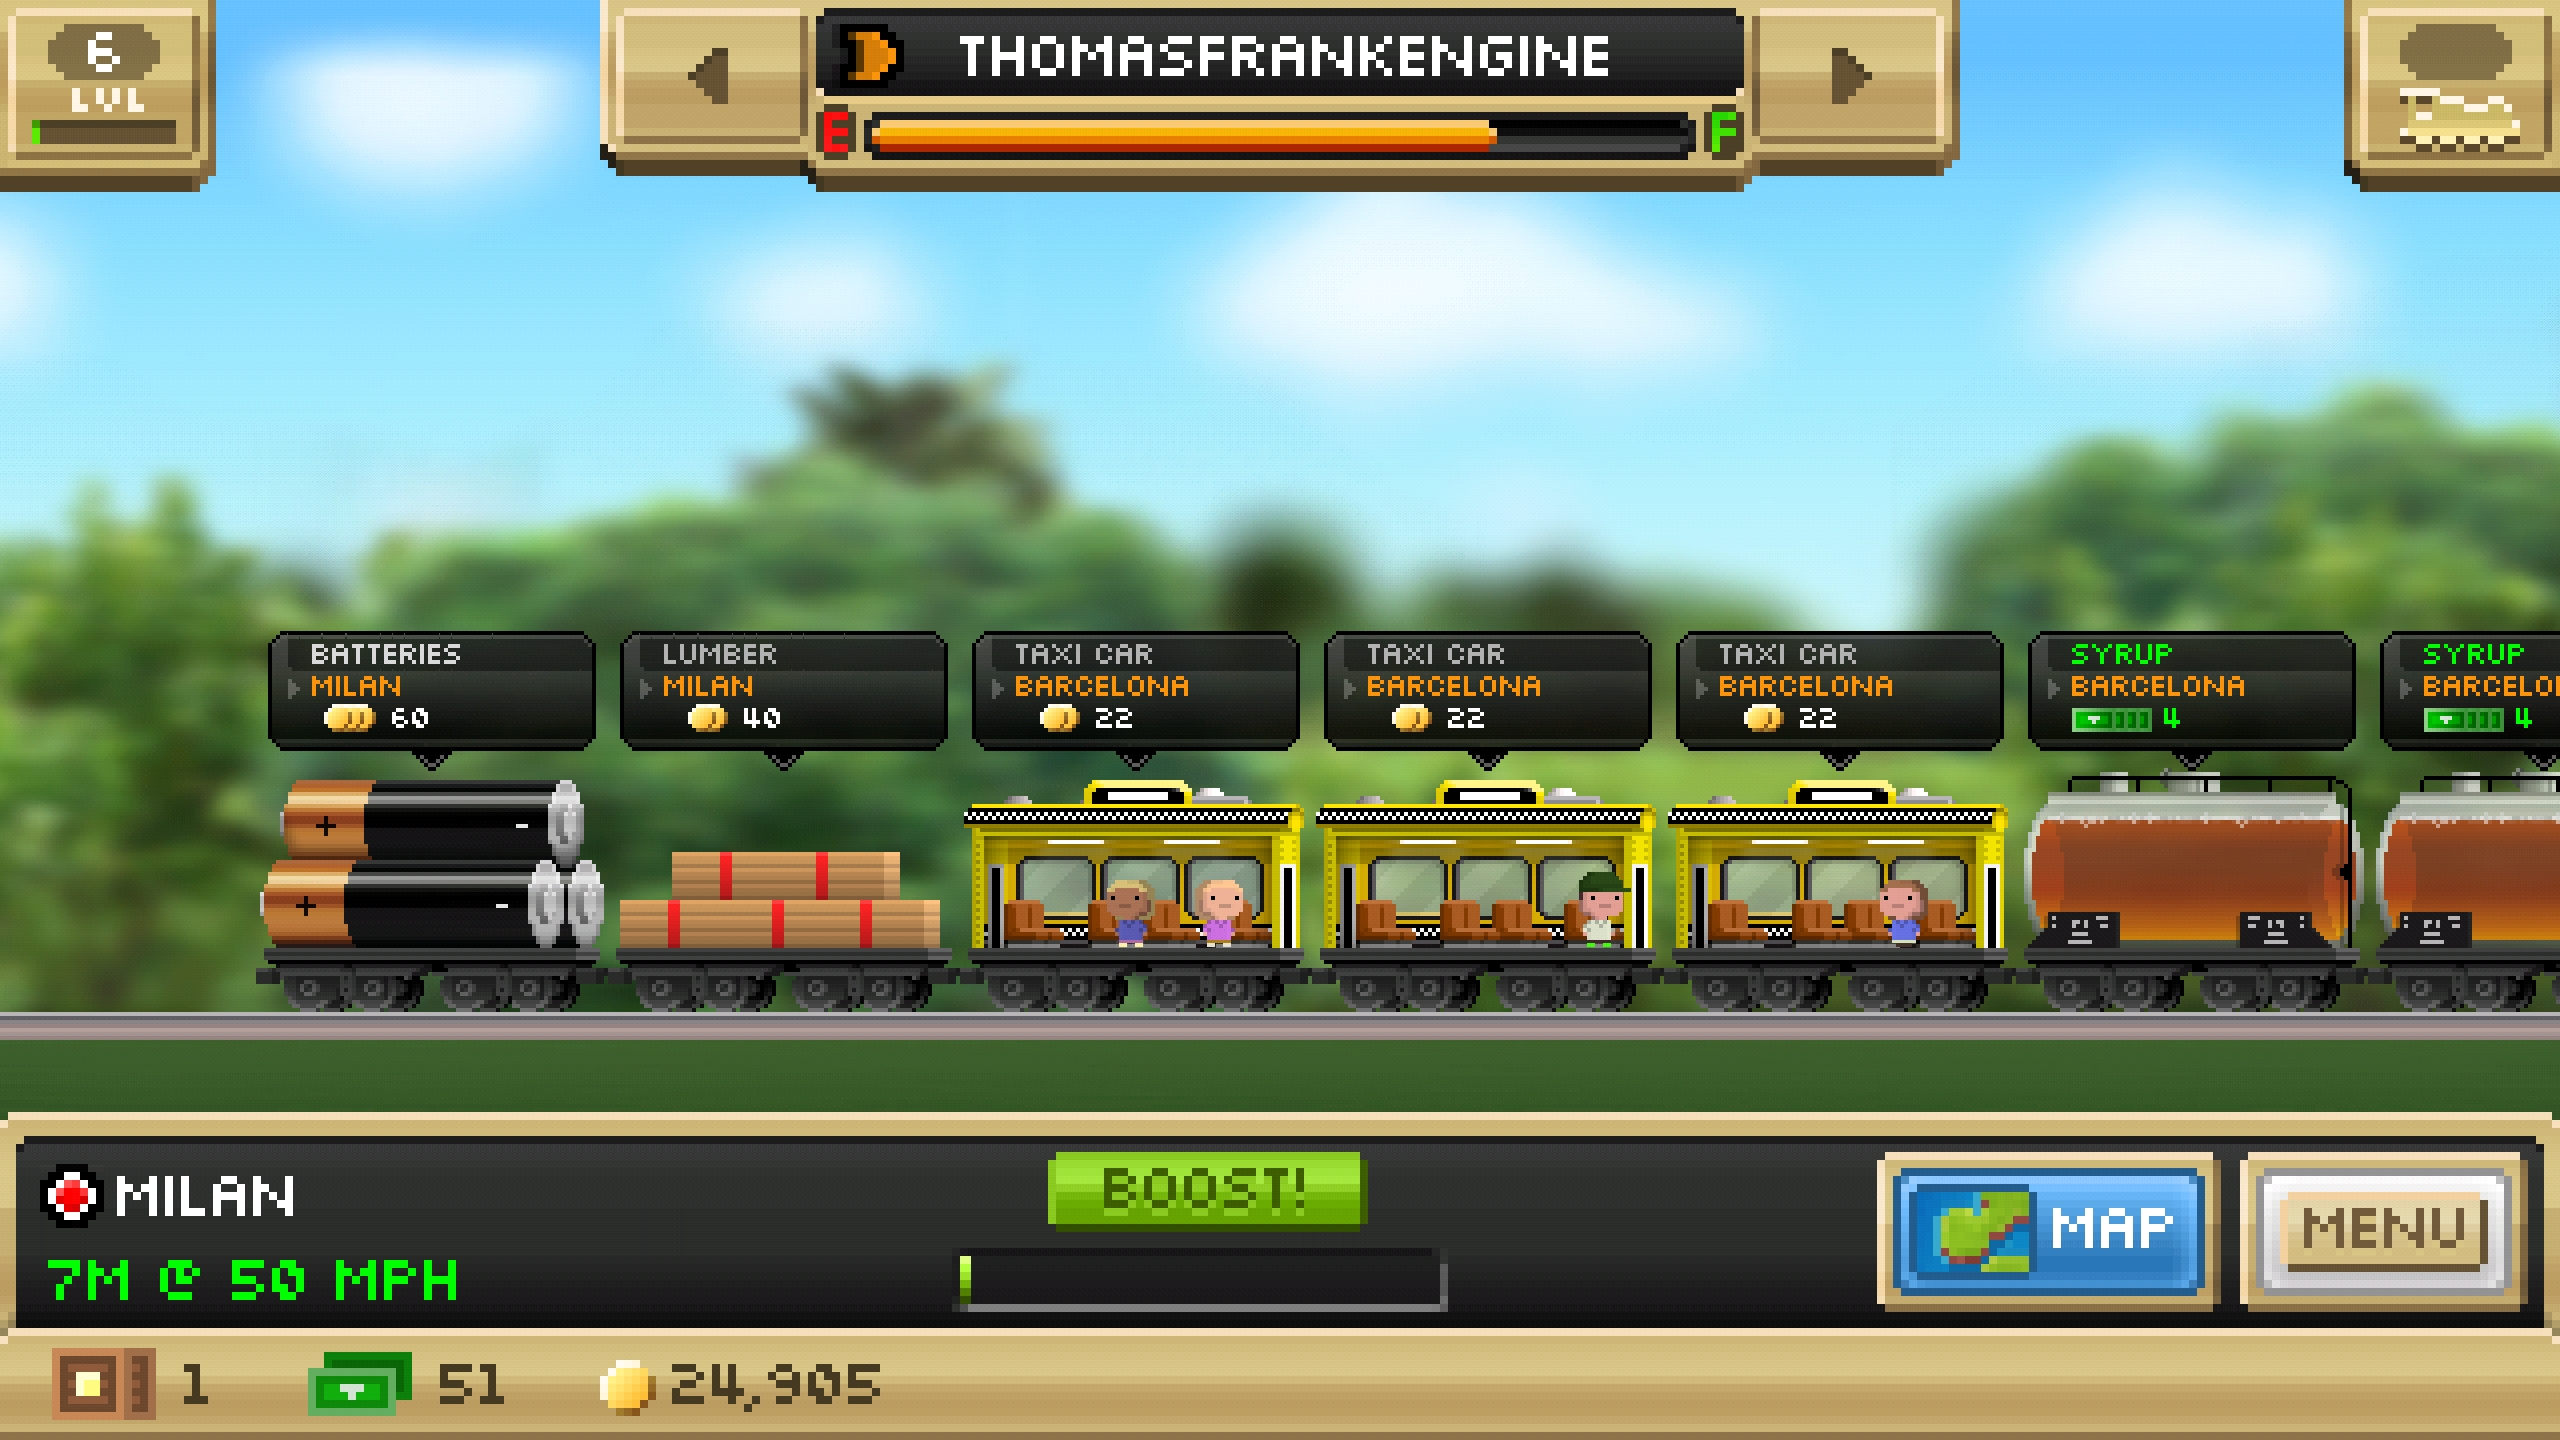 6
LVL
THOMASFRANKENGINE
E F
BATTERIES
MILAN
60
LUMBER
MILAN
40
TAXI CAR
BARCELONA
22
TAXI CAR
BARCELONA
22
TAXI CAR
BARCELONA
22
SYRUP
BARCELONA
4
SYRUP
BARCELO
4
+ -
+ -
MILAN
7M @ 50 MPH
BOOST!
MAP
MENU
1
51
24,905